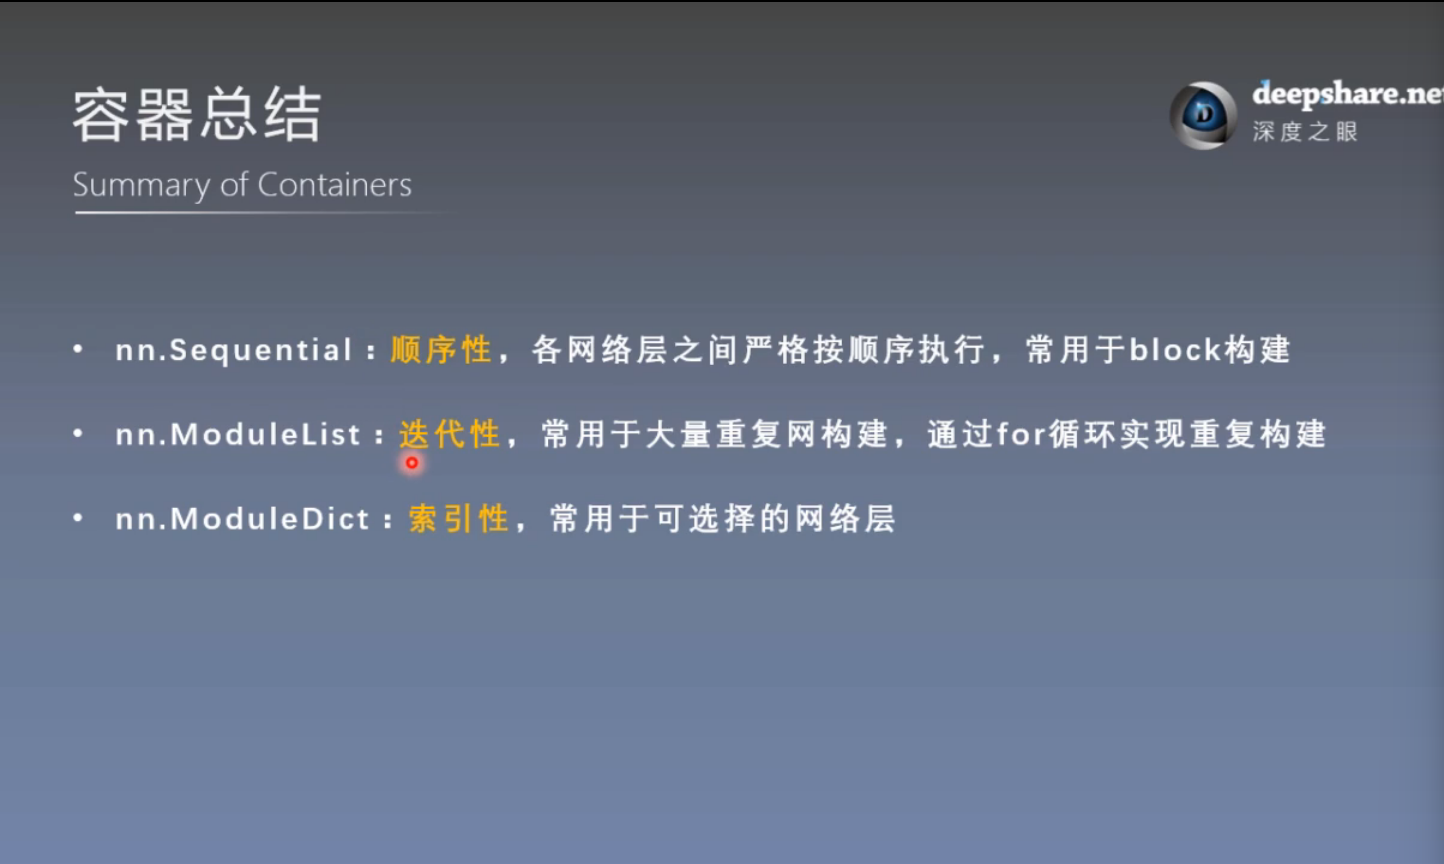 容器总结
Summary of Containers
deepshare.net
深度之眼
• nn.Sequential：顺序性，各网络层之间严格按顺序执行，常用于block构建
• nn.ModuleList：迭代性，常用于大量重复网构建，通过for循环实现重复构建
• nn.ModuleDict：索引性，常用于可选择的网络层